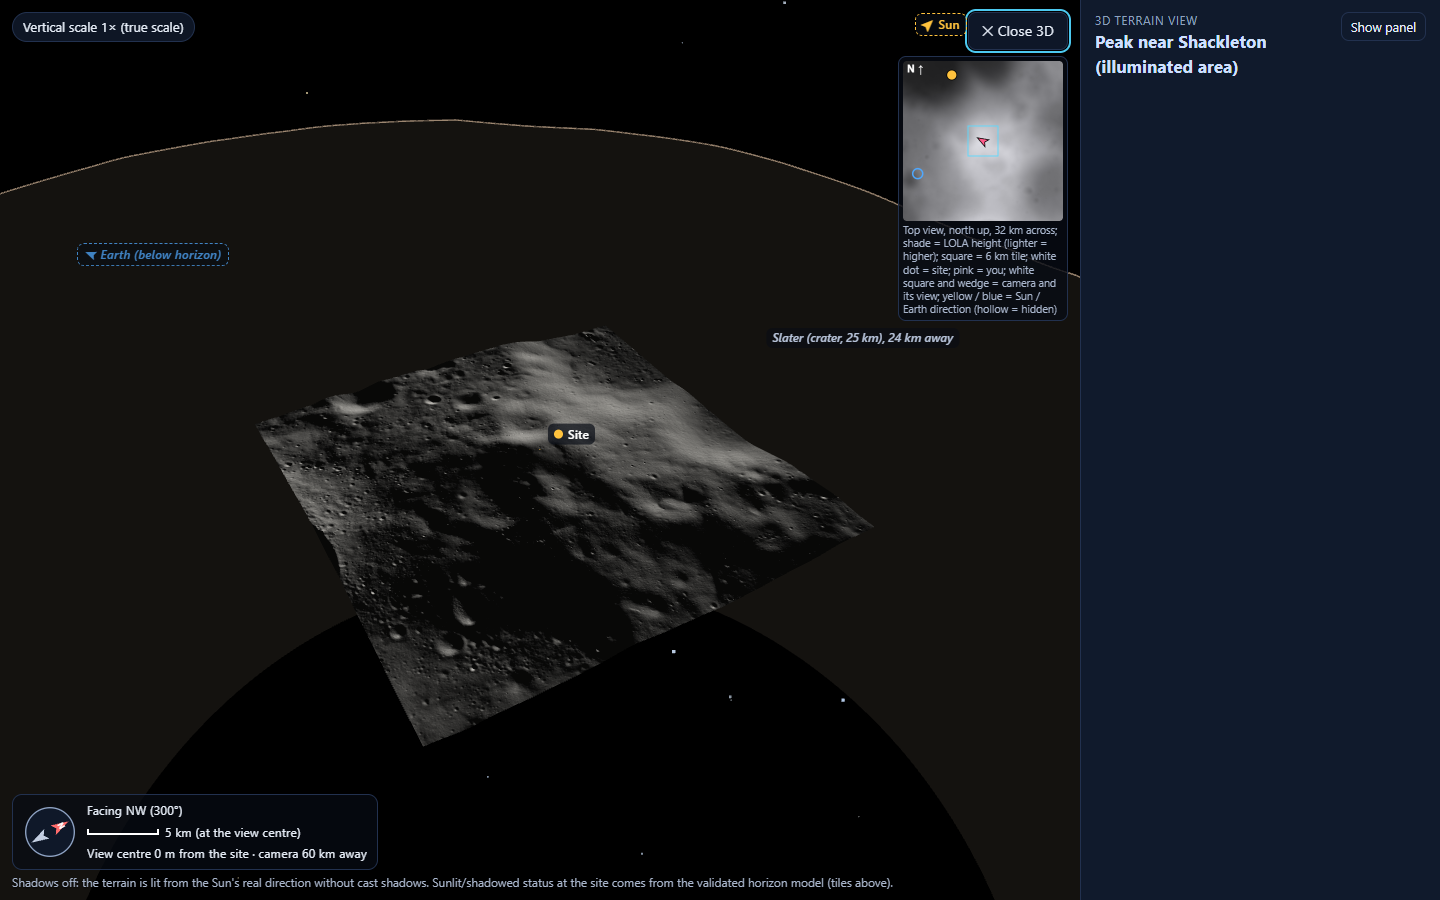 Vertical scale 1× (true scale)
Sun
Close 3D
3D TERRAIN VIEW
Peak near Shackleton
(illuminated area)
Show panel
N ↑
Top view, north up, 32 km across;
shade = LOLA height (lighter =
higher); square = 6 km tile; white
dot = site; pink = you; white
square and wedge = camera and
its view; yellow / blue = Sun /
Earth direction (hollow = hidden)
Earth (below horizon)
Slater (crater, 25 km), 24 km away
Site
Facing NW (300°)
5 km (at the view centre)
View centre 0 m from the site · camera 60 km away
Shadows off: the terrain is lit from the Sun's real direction without cast shadows. Sunlit/shadowed status at the site comes from the validated horizon model (tiles above).